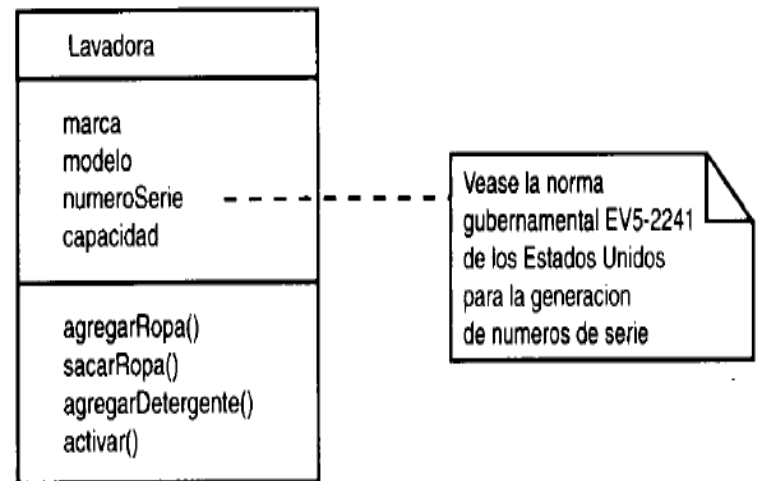 Lavadora
marca
modelo
numeroSerie
capacidad
agregarRopa()
sacarRopa()
agregarDetergente()
activar()
Vease la norma
gubernamental EV5-2241
de los Estados Unidos
para la generacion
de numeros de serie